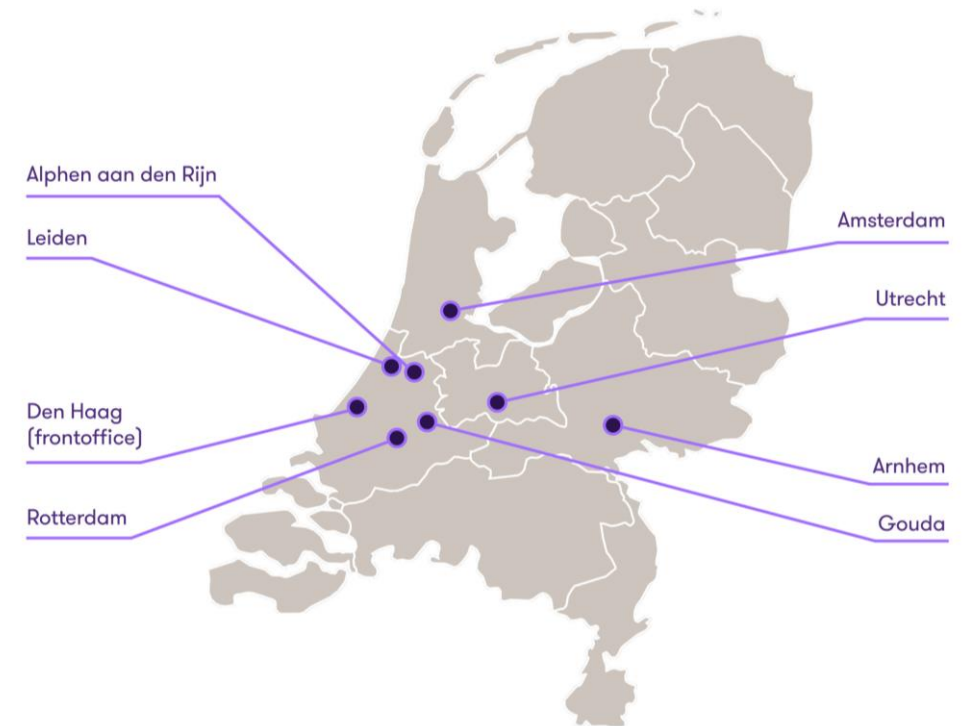 Alphen aan den Rijn
Leiden
Den Haag
(frontoffice)
Rotterdam
Amsterdam
Utrecht
Arnhem
Gouda